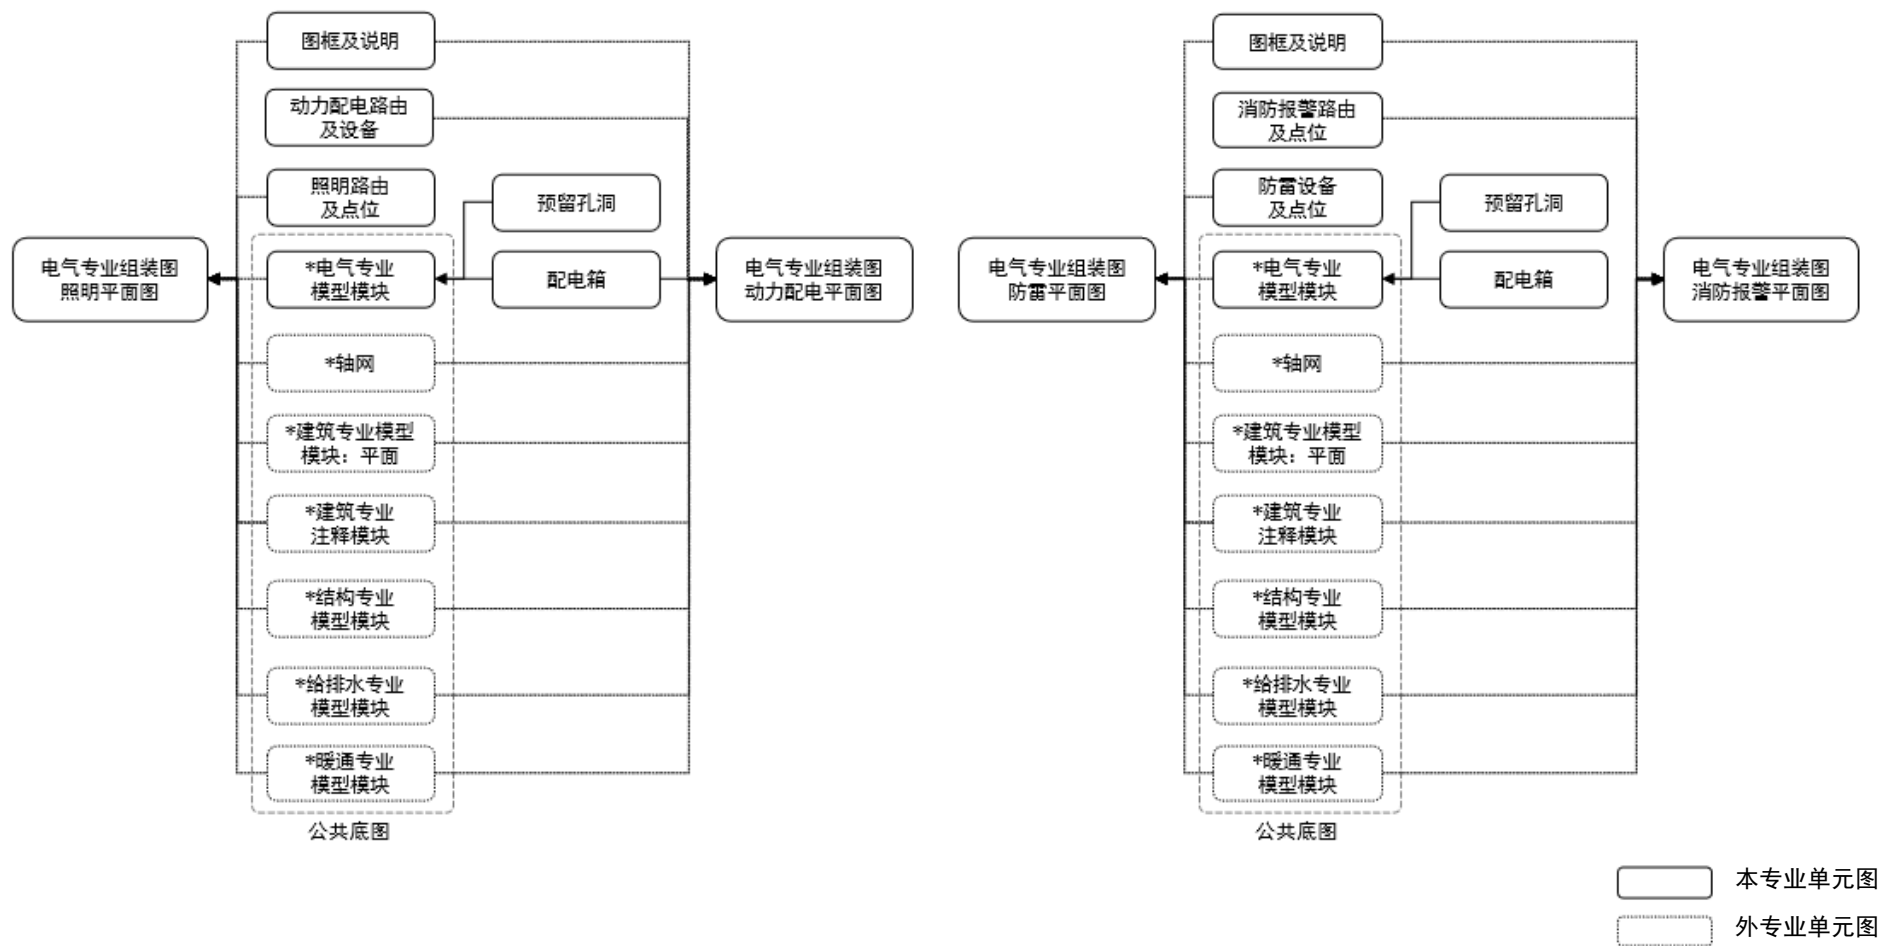 图框及说明
动力配电路由
及设备
照明路由
及点位
预留孔洞
电气专业组装图
照明平面图
*电气专业
模型模块
配电箱
电气专业组装图
动力配电平面图
*轴网
*建筑专业模型
模块：平面
*建筑专业
注释模块
*结构专业
模型模块
*给排水专业
模型模块
*暖通专业
模型模块
公共底图
图框及说明
消防报警路由
及点位
防雷设备
及点位
预留孔洞
电气专业组装图
防雷平面图
*电气专业
模型模块
配电箱
电气专业组装图
消防报警平面图
*轴网
*建筑专业模型
模块：平面
*建筑专业
注释模块
*结构专业
模型模块
*给排水专业
模型模块
*暖通专业
模型模块
公共底图
本专业单元图
外专业单元图